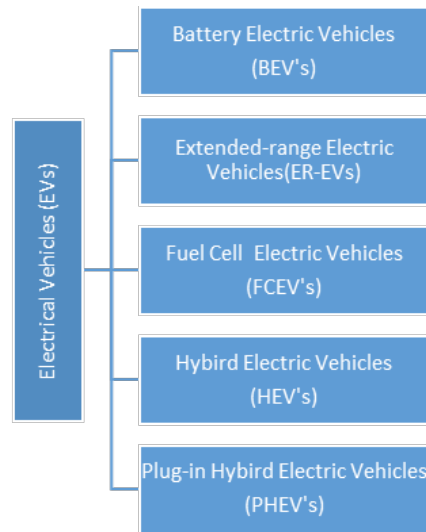 Electrical Vehicles (EVs)
Battery Electric Vehicles
(BEV's)
Extended-range Electric
Vehicles(ER-EVs)
Fuel Cell  Electric Vehicles
(FCEV's)
Hybird Electric Vehicles
(HEV's)
Plug-in Hybird Electric Vehicles
(PHEV's)